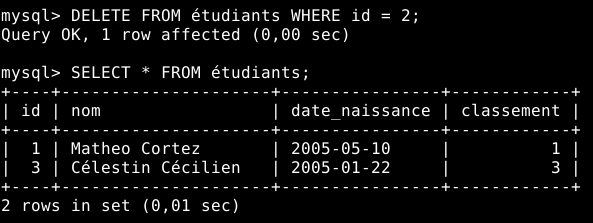 mysql> DELETE FROM étudiants WHERE id = 2;
Query OK, 1 row affected (0,00 sec)
mysql> SELECT * FROM étudiants;
+----+---------------------+----------------+------------+
| id | nom                 | date_naissance | classement |
+----+---------------------+----------------+------------+
|  1 | Matheo Cortez       | 2005-05-10     |          1 |
|  3 | Célestin Cécilien   | 2005-01-22     |          3 |
+----+---------------------+----------------+------------+
2 rows in set (0,01 sec)